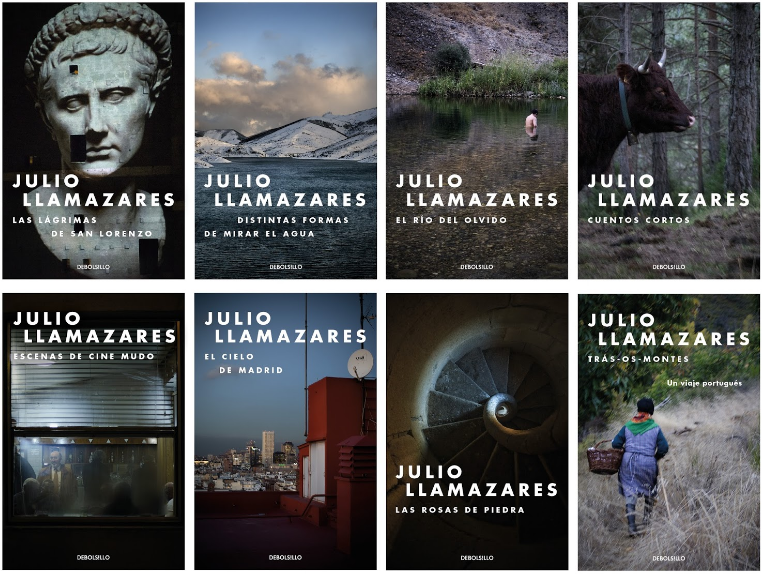 JULIO
LLAMAZARES
LAS LÁGRIMAS
DE SAN LORENZO
DEBOLSILLO
JULIO
LLAMAZARES
DISTINTAS FORMAS
DE MIRAR EL AGUA
DEBOLSILLO
JULIO
LLAMAZARES
EL RÍO DEL OLVIDO
DEBOLSILLO
JULIO
LLAMAZARES
CUENTOS CORTOS
DEBOLSILLO
JULIO
LLAMAZARES
ESCENAS DE CINE MUDO
DEBOLSILLO
JULIO
LLAMAZARES
EL CIELO
DE MADRID
DEBOLSILLO
JULIO
LLAMAZARES
LAS ROSAS DE PIEDRA
DEBOLSILLO
JULIO
LLAMAZARES
TRÁS-OS-MONTES
Un viaje portugués
DEBOLSILLO